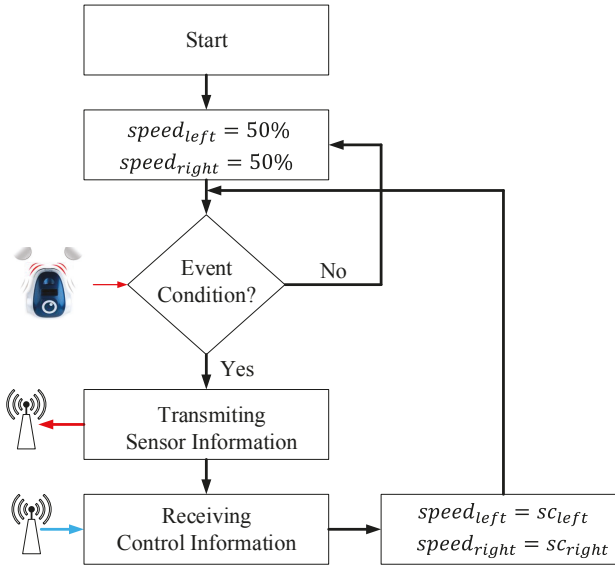 Start
speed_left = 50%
speed_right = 50%
Event
Condition?
No
Yes
Transmiting
Sensor Information
Receiving
Control Information
speed_left = sc_left
speed_right = sc_right